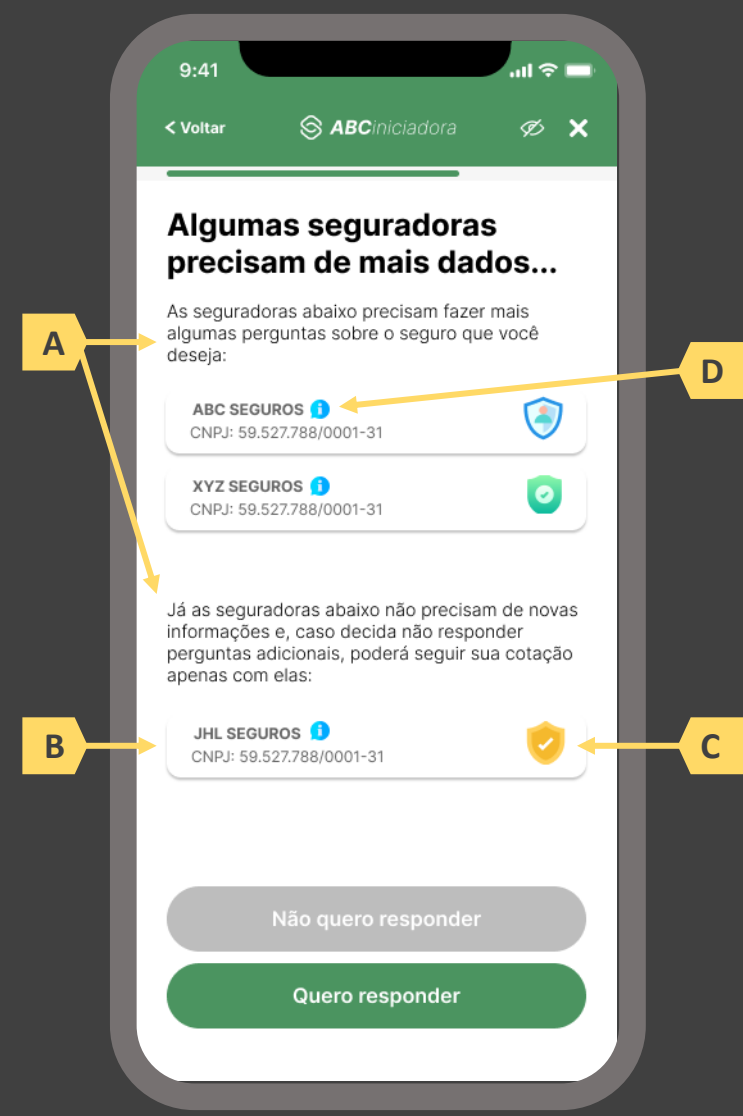 9:41
< Voltar
ABCiniciadora
Algumas seguradoras
precisam de mais dados...
As seguradoras abaixo precisam fazer mais
algumas perguntas sobre o seguro que você
deseja:
A
D
ABC SEGUROS
CNPJ: 59.527.788/0001-31
XYZ SEGUROS
CNPJ: 59.527.788/0001-31
Já as seguradoras abaixo não precisam de novas
informações e, caso decida não responder
perguntas adicionais, poderá seguir sua cotação
apenas com elas:
B
JHL SEGUROS
CNPJ: 59.527.788/0001-31
C
Não quero responder
Quero responder